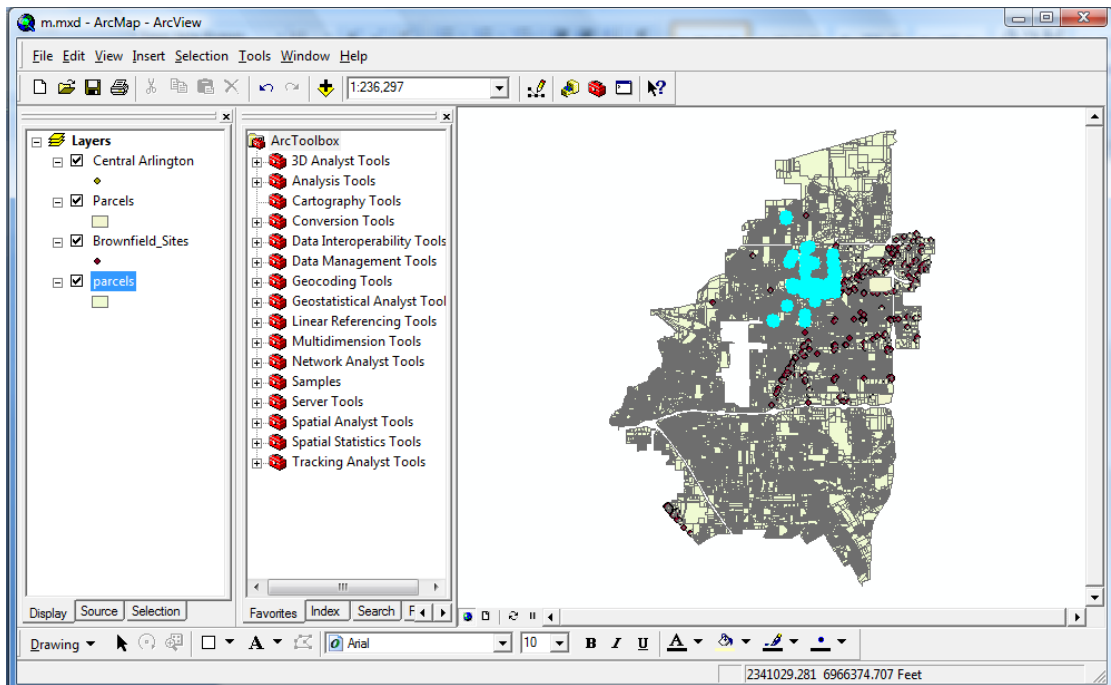 m.mxd - ArcMap - ArcView
File Edit View Insert Selection Tools Window Help
1:236,297
Layers
Central Arlington
Parcels
Brownfield_Sites
parcels
Display Source Selection
ArcToolbox
3D Analyst Tools
Analysis Tools
Cartography Tools
Conversion Tools
Data Interoperability Tools
Data Management Tools
Geocoding Tools
Geostatistical Analyst Tool
Linear Referencing Tools
Multidimension Tools
Network Analyst Tools
Samples
Server Tools
Spatial Analyst Tools
Spatial Statistics Tools
Tracking Analyst Tools
Favorites Index Search F
Drawing A Arial 10 B I U A
2341029.281 6966374.707 Feet